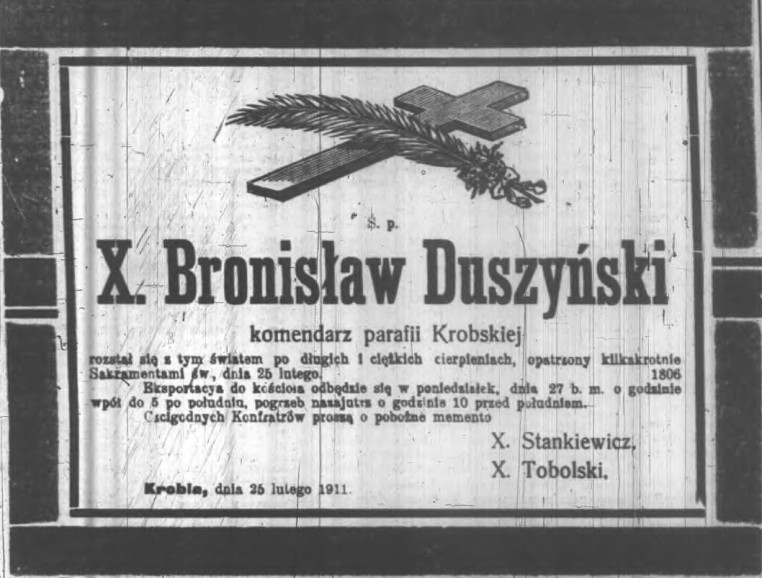 Ś. p.
X. Bronisław Duszyński
komendarz parafii Krobskiej
rozstał się z tym światem po długich i ciężkich cierpieniach, opatrzony kilkakrotnie
Sakramentami św., dnia 25 lutego. 1806
Eksportacya do kościoła odbędzie się w poniedziałek, dnia 27 b. m. o godzinie
wpół do 5 po południu, pogrzeb nazajutrz o godzinie 10 przed południem.
Czcigodnych Konfratrów proszą o pobożne memento
X. Stankiewicz,
X. Tobolski.
Krobia, dnia 25 lutego 1911.